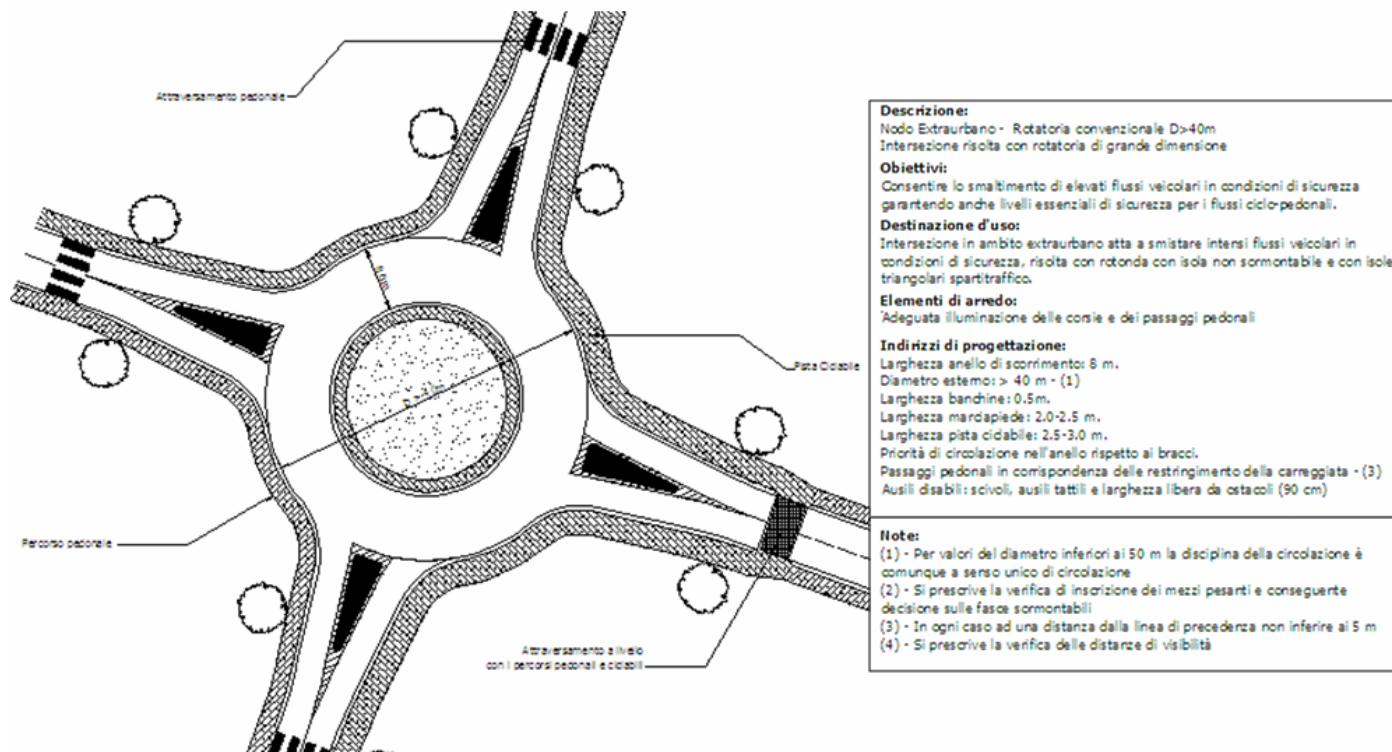 Attraversamento pedonale
Pista Ciclabile
Percorso pedonale
Attraversamento a livello
con i percorsi pedonali e ciclabili
Descrizione:
Nodo Extraurbano - Rotatoria convenzionale D>40m
Intersezione risolta con rotatoria di grande dimensione
Obiettivi:
Consentire lo smaltimento di elevati flussi veicolari in condizioni di sicurezza
garantendo anche livelli essenziali di sicurezza per i flussi ciclo-pedonali.
Destinazione d'uso:
Intersezione in ambito extraurbano atta a smistare intensi flussi veicolari in
condizioni di sicurezza, risolta con rotonda con isola non sormontabile e con isole
triangolari spartitraffico.
Elementi di arredo:
'Adeguata illuminazione delle corsie e dei passaggi pedonali
Indirizzi di progettazione:
Larghezza anello di scorrimento: 8 m.
Diametro esterno: > 40 m - (1)
Larghezza banchine: 0.5m.
Larghezza marciapiede: 2.0-2.5 m.
Larghezza pista ciclabile: 2.5-3.0 m.
Priorità di circolazione nell'anello rispetto ai bracci.
Passaggi pedonali in corrispondenza delle restringimento della carreggiata - (3)
Ausili disabili: scivoli, ausili tattili e larghezza libera da ostacoli (90 cm)
Note:
(1) - Per valori del diametro inferiori ai 50 m la disciplina della circolazione è
comunque a senso unico di circolazione
(2) - Si prescrive la verifica di inscrizione dei mezzi pesanti e conseguente
decisione sulle fasce sormontabili
(3) - In ogni caso ad una distanza dalla linea di precedenza non inferire ai 5 m
(4) - Si prescrive la verifica delle distanze di visibilità